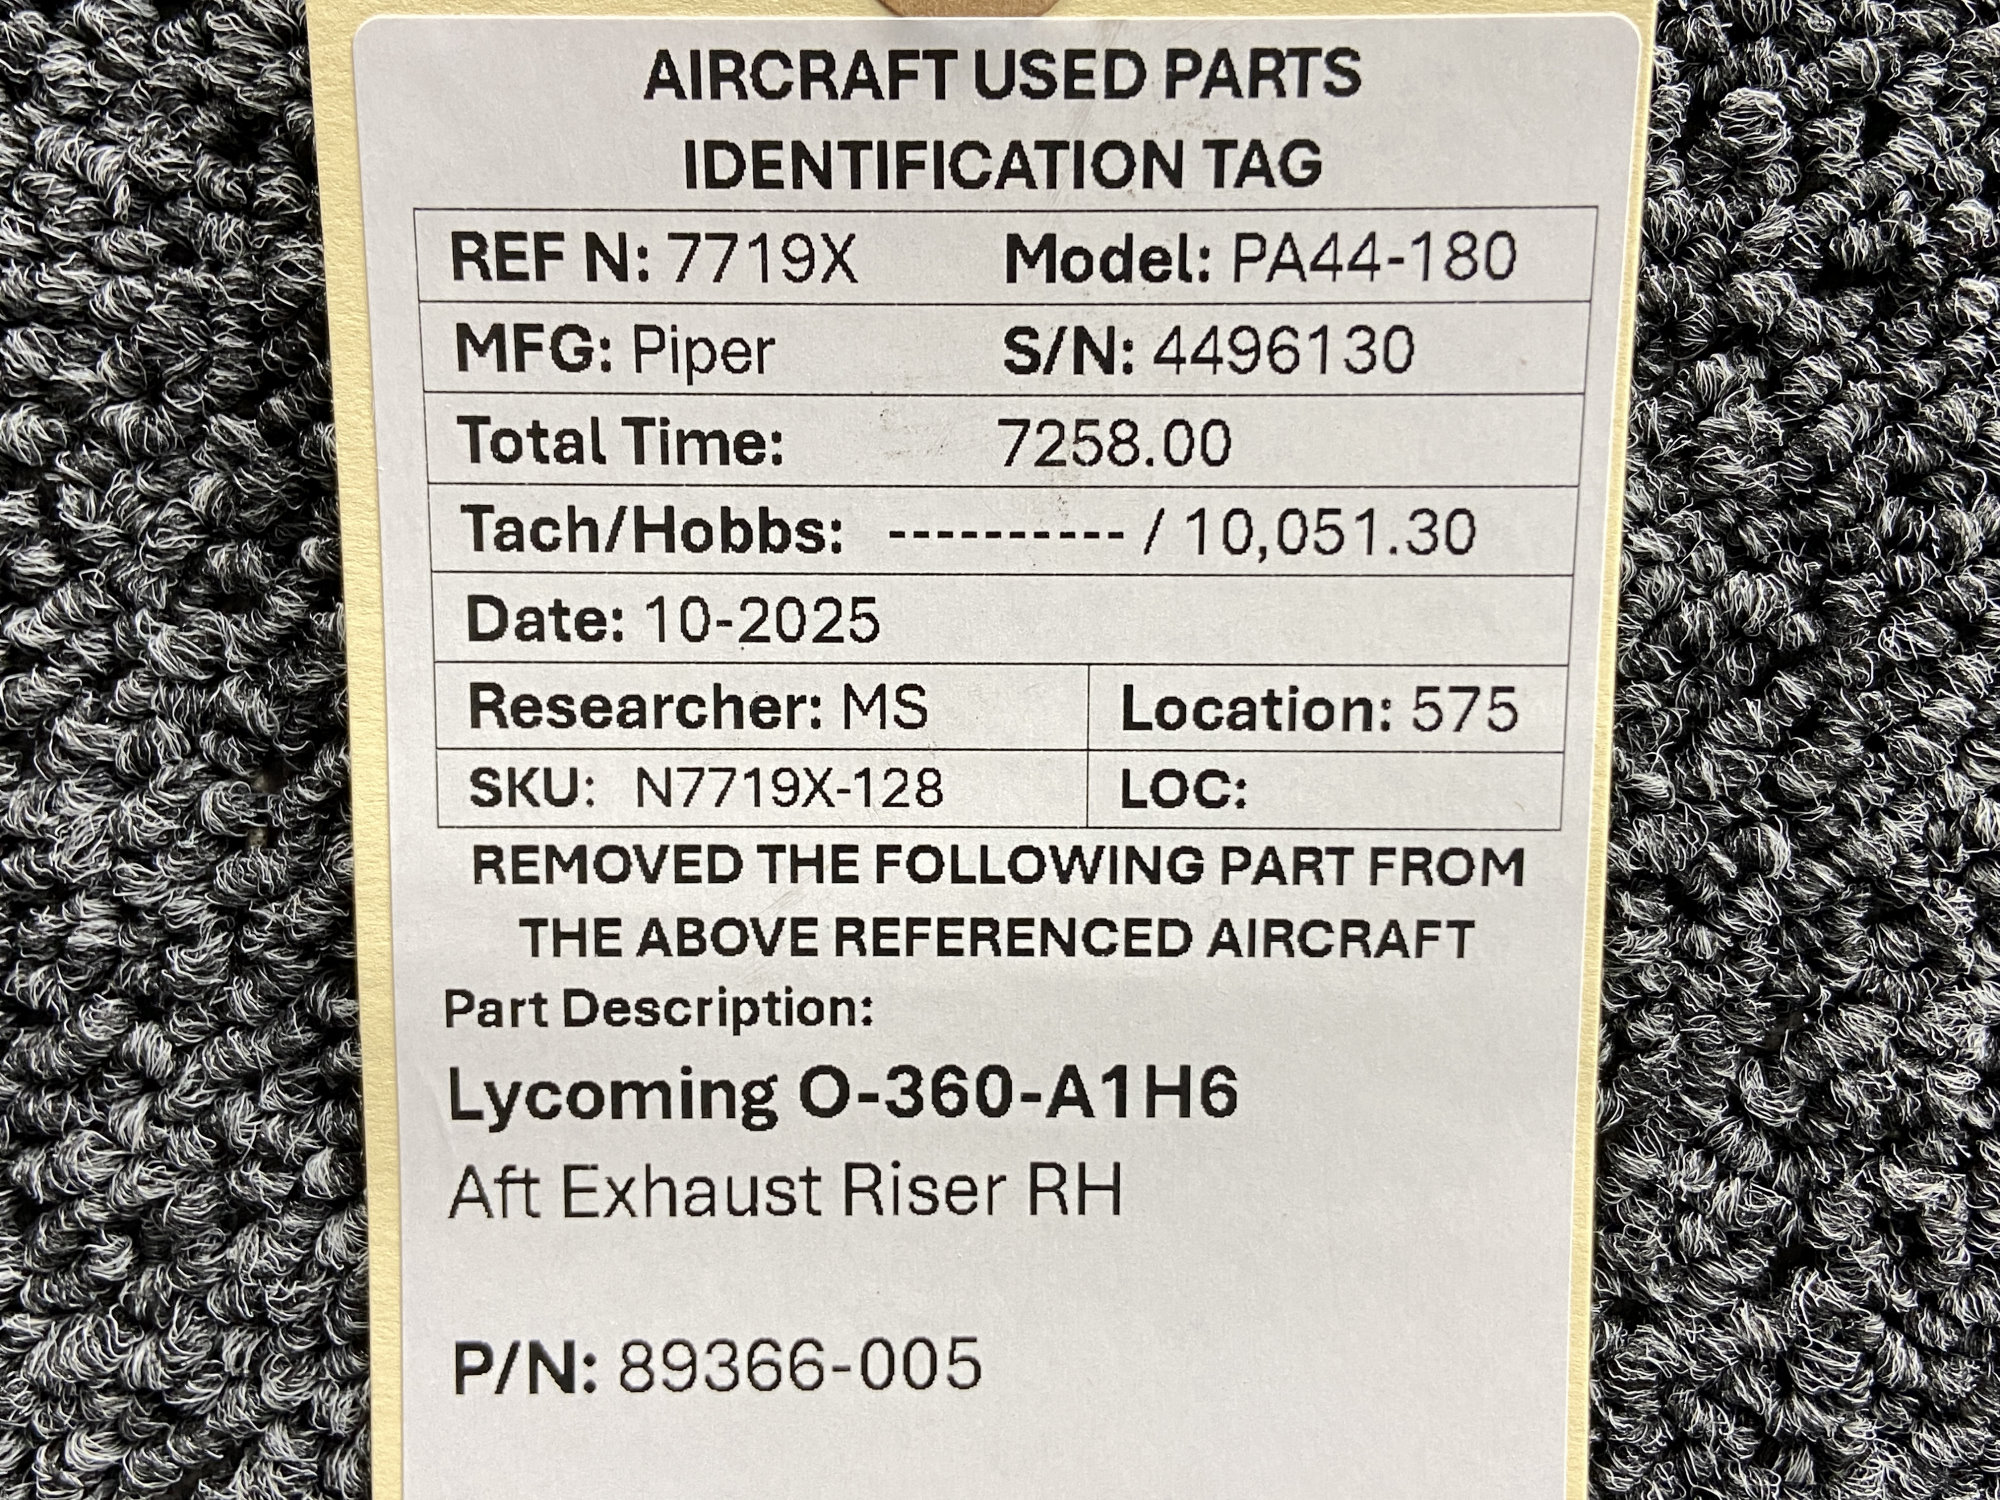 AIRCRAFT USED PARTS
IDENTIFICATION TAG
REF N: 7719X Model: PA44-180
MFG: Piper S/N: 4496130
Total Time: 7258.00
Tach/Hobbs: ---------- / 10,051.30
Date: 10-2025
Researcher: MS Location: 575
SKU: N7719X-128 LOC:
REMOVED THE FOLLOWING PART FROM
THE ABOVE REFERENCED AIRCRAFT
Part Description:
Lycoming O-360-A1H6
Aft Exhaust Riser RH
P/N: 89366-005